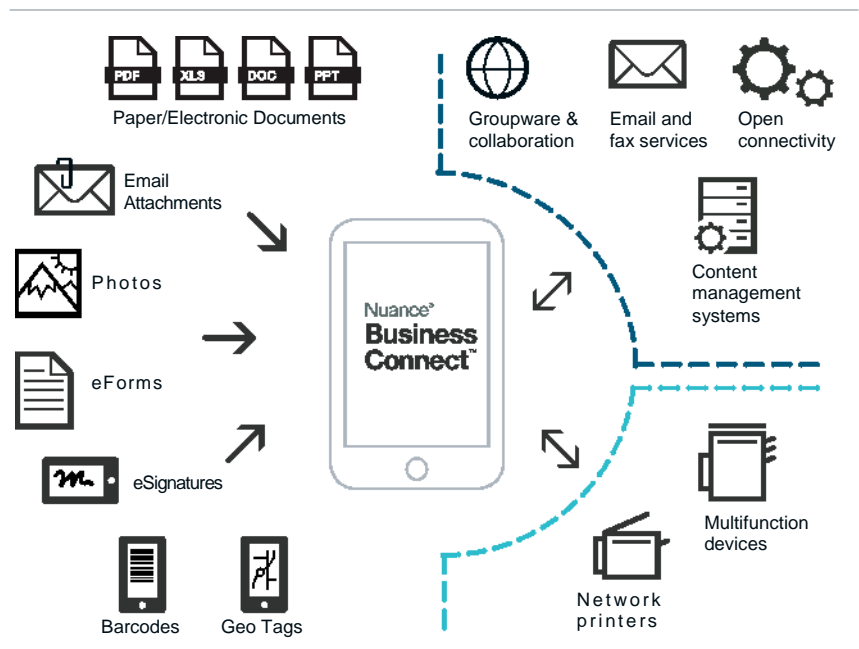 PDF
XLS
DOC
PPT
Paper/Electronic Documents
Groupware &
collaboration
Email and
fax services
Open
connectivity
Email
Attachments
Content
management
systems
Photos
Nuance®
Business
Connect™
eForms
eSignatures
Multifunction
devices
Network
printers
Barcodes
Geo Tags